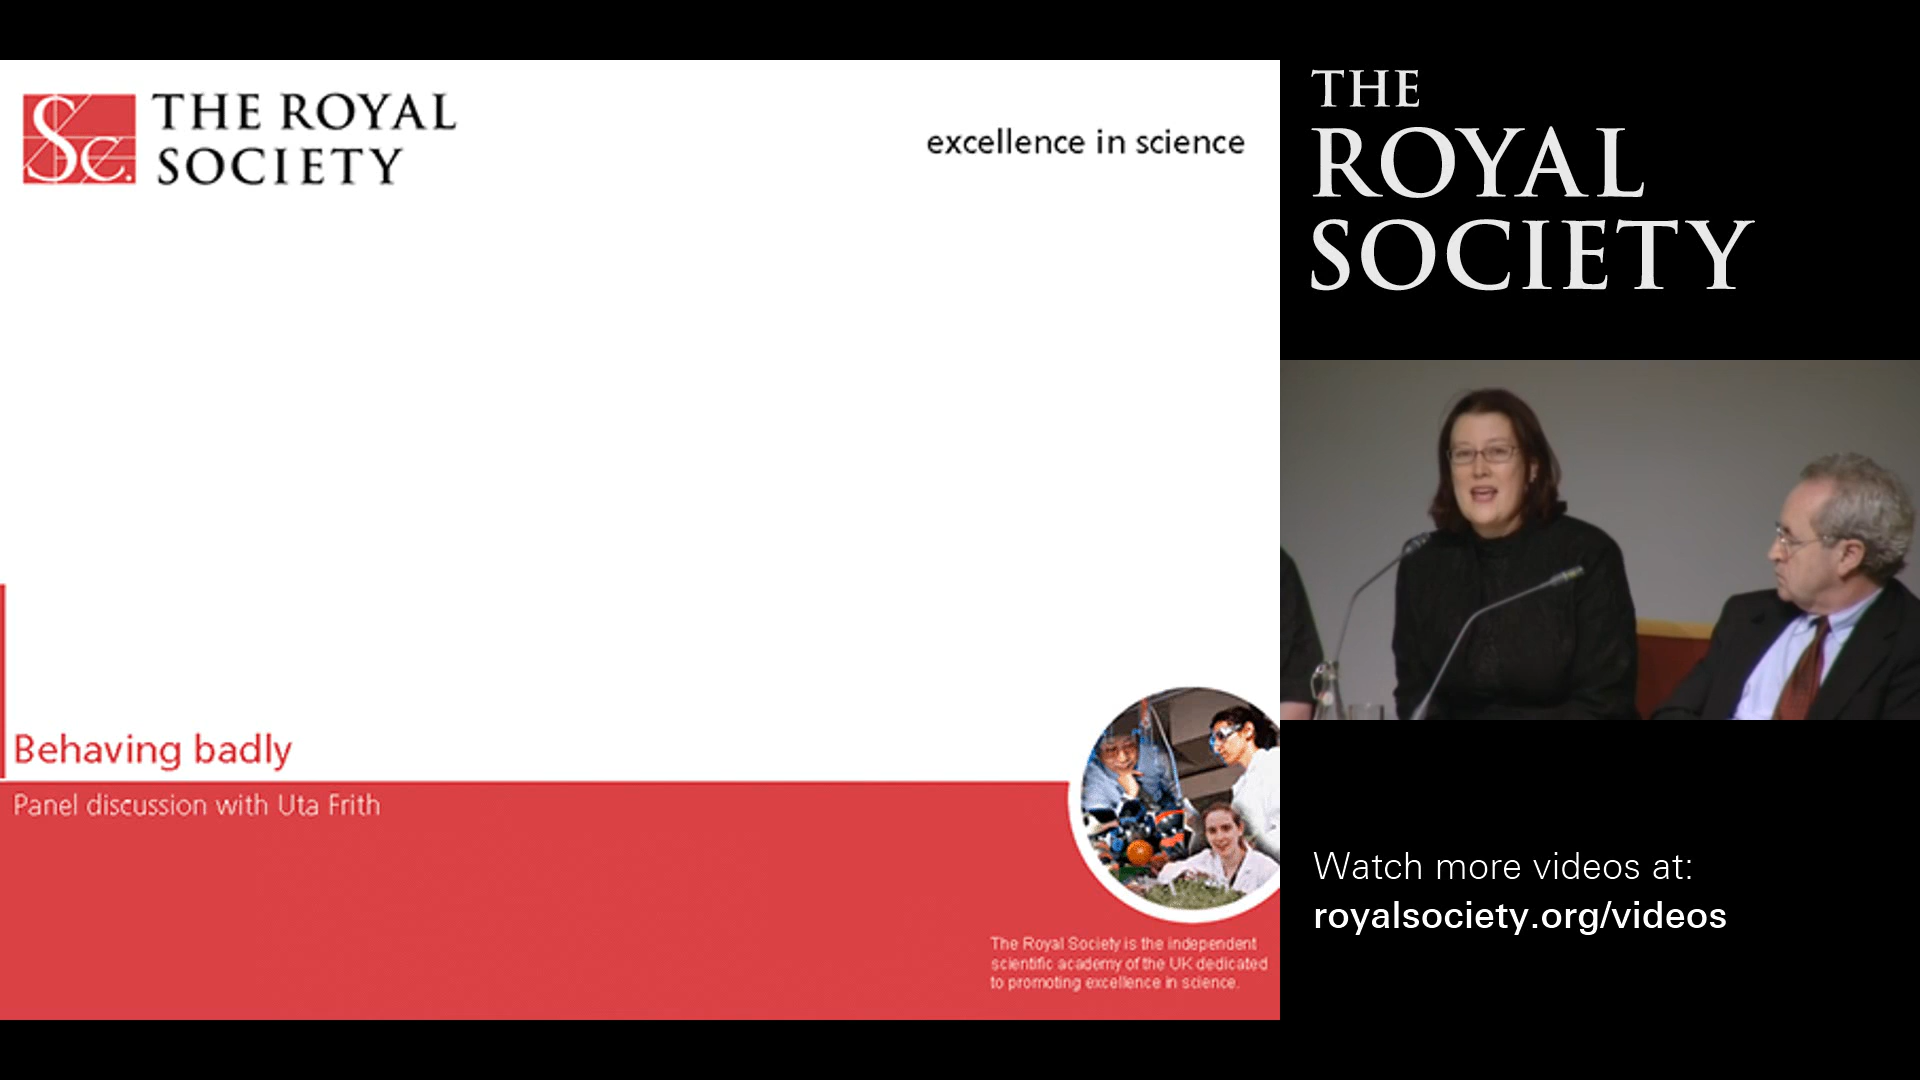 Sc.
THE ROYAL
SOCIETY
excellence in science
Behaving badly
Panel discussion with Uta Frith
The Royal Society is the independent
scientific academy of the UK dedicated
to promoting excellence in science.
THE
ROYAL
SOCIETY
Watch more videos at:
royalsociety.org/videos